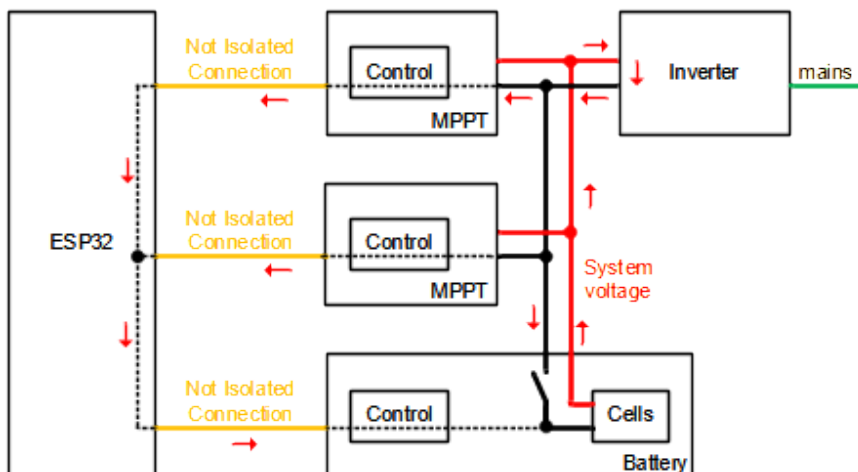 Not Isolated
Connection
Control
MPPT
Inverter
mains
ESP32
Not Isolated
Connection
Control
MPPT
System
voltage
Not Isolated
Connection
Control
Cells
Battery